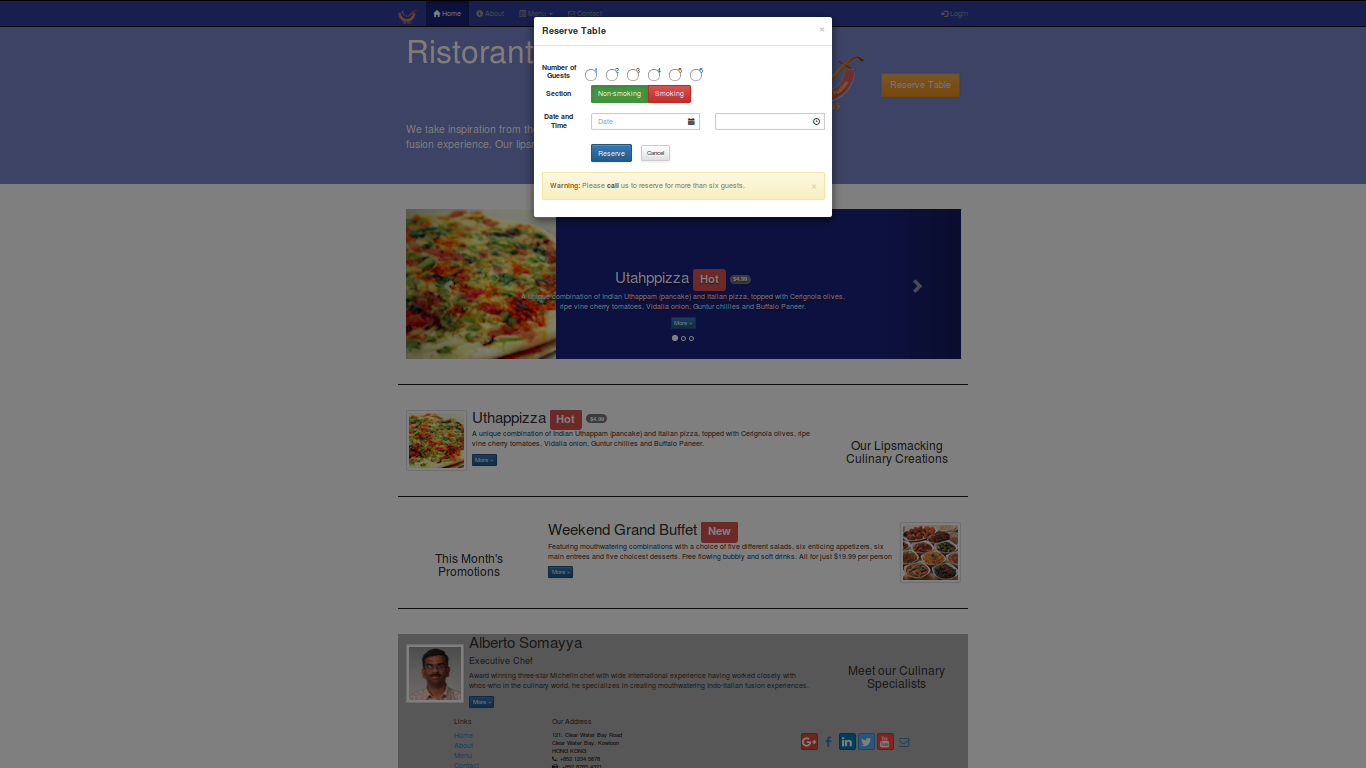 Home
About
Menu
Contact
Login
Reserve Table
×
Ristorant
Number of
Guests
1 2 3 4 5 6
Section
Non-smoking
Smoking
Date and
Time
Date
Reserve
Cancel
Warning: Please call us to reserve for more than six guests.
×
Reserve Table
We take inspiration from th
fusion experience. Our lips
Utahppizza Hot $4.99
A unique combination of Indian Uthappam (pancake) and Italian pizza, topped with Cerignola olives,
ripe vine cherry tomatoes, Vidalia onion, Guntur chillies and Buffalo Paneer.
More »
Uthappizza Hot $4.99
A unique combination of Indian Uthappam (pancake) and Italian pizza, topped with Cerignola olives, ripe
vine cherry tomatoes, Vidalia onion, Guntur chillies and Buffalo Paneer.
More »
Our Lipsmacking
Culinary Creations
Weekend Grand Buffet New
Featuring mouthwatering combinations with a choice of five different salads, six enticing appetizers, six
main entrees and five choicest desserts. Free flowing bubbly and soft drinks. All for just $19.99 per person
More »
This Month's
Promotions
Alberto Somayya
Executive Chef
Award winning three-star Michelin chef with wide International experience having worked closely with
whos who in the culinary world, he specializes in creating mouthwatering Indo-Italian fusion experiences.
More »
Meet our Culinary
Specialists
Links
Home
About
Menu
Contact
Our Address
121, Clear Water Bay Road
Clear Water Bay, Kowloon
HONG KONG
+852 1234 5678